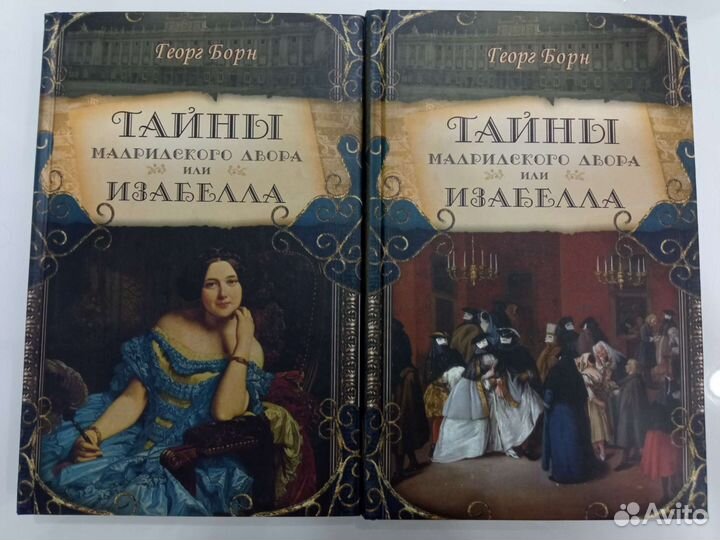 Георг Борн
ТАЙНЫ
МАДРИДСКОГО ДВОРА
ИЛИ
ИЗАБЕЛЛА
Георг Борн
ТАЙНЫ
МАДРИДСКОГО ДВОРА
ИЛИ
ИЗАБЕЛЛА
Avito